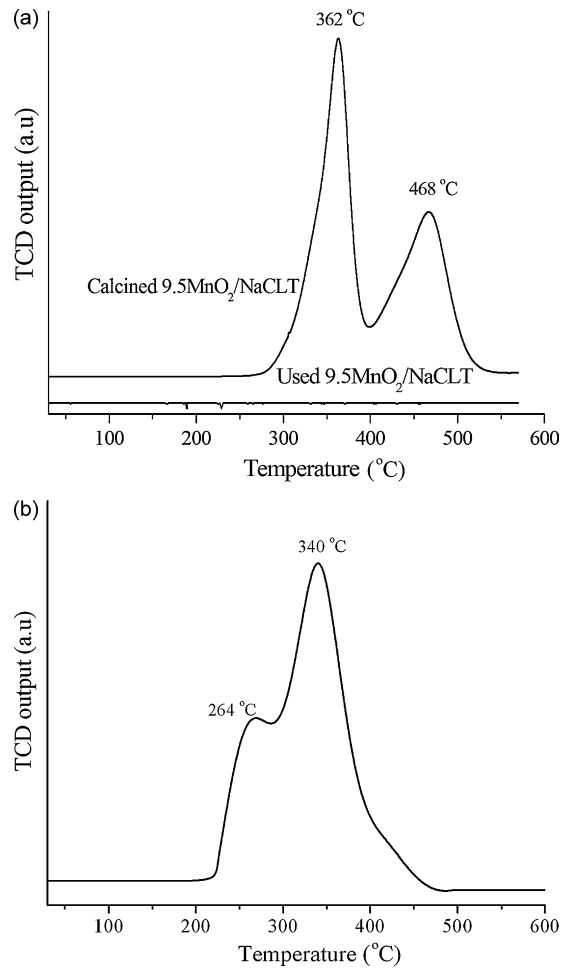 (a)
362 °C
468 °C
TCD output (a.u)
Calcined 9.5MnO₂/NaCLT
Used 9.5MnO₂/NaCLT
100 200 300 400 500 600
Temperature (°C)
(b)
340 °C
264 °C
TCD output (a.u)
100 200 300 400 500 600
Temperature (°C)